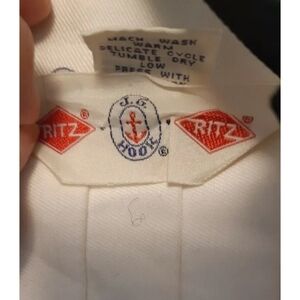 MACH WASH
WARM
DELICATE CYCLE
TUMBLE DRY
LOW
PRESS WITH
RITZ®
J.G.
HOOK®
RITZ®